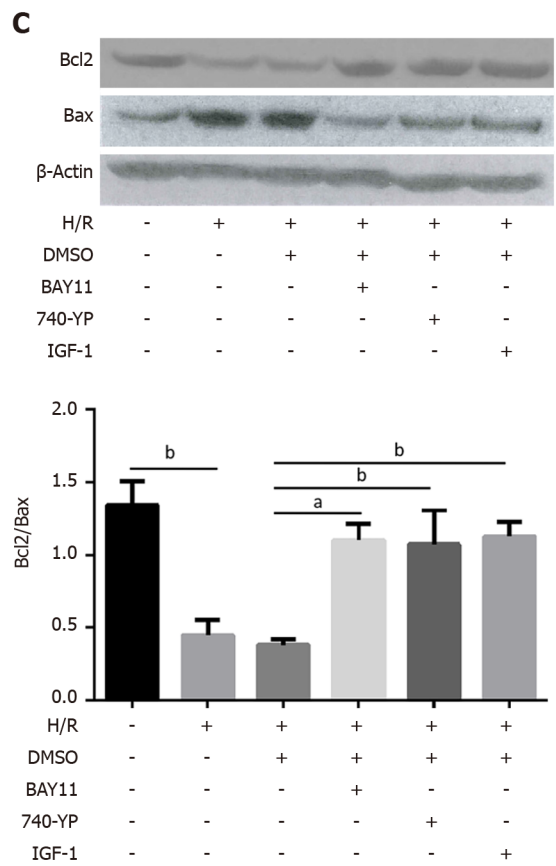 C
Bcl2
Bax
β-Actin
H/R - + + + + +
DMSO - - + + + +
BAY11 - - - + - -
740-YP - - - - + -
IGF-1 - - - - - +
2.0
1.5
1.0
0.5
0.0
Bcl2/Bax
b
b
b
a
H/R - + + + + +
DMSO - - + + + +
BAY11 - - - + - -
740-YP - - - - + -
IGF-1 - - - - - +